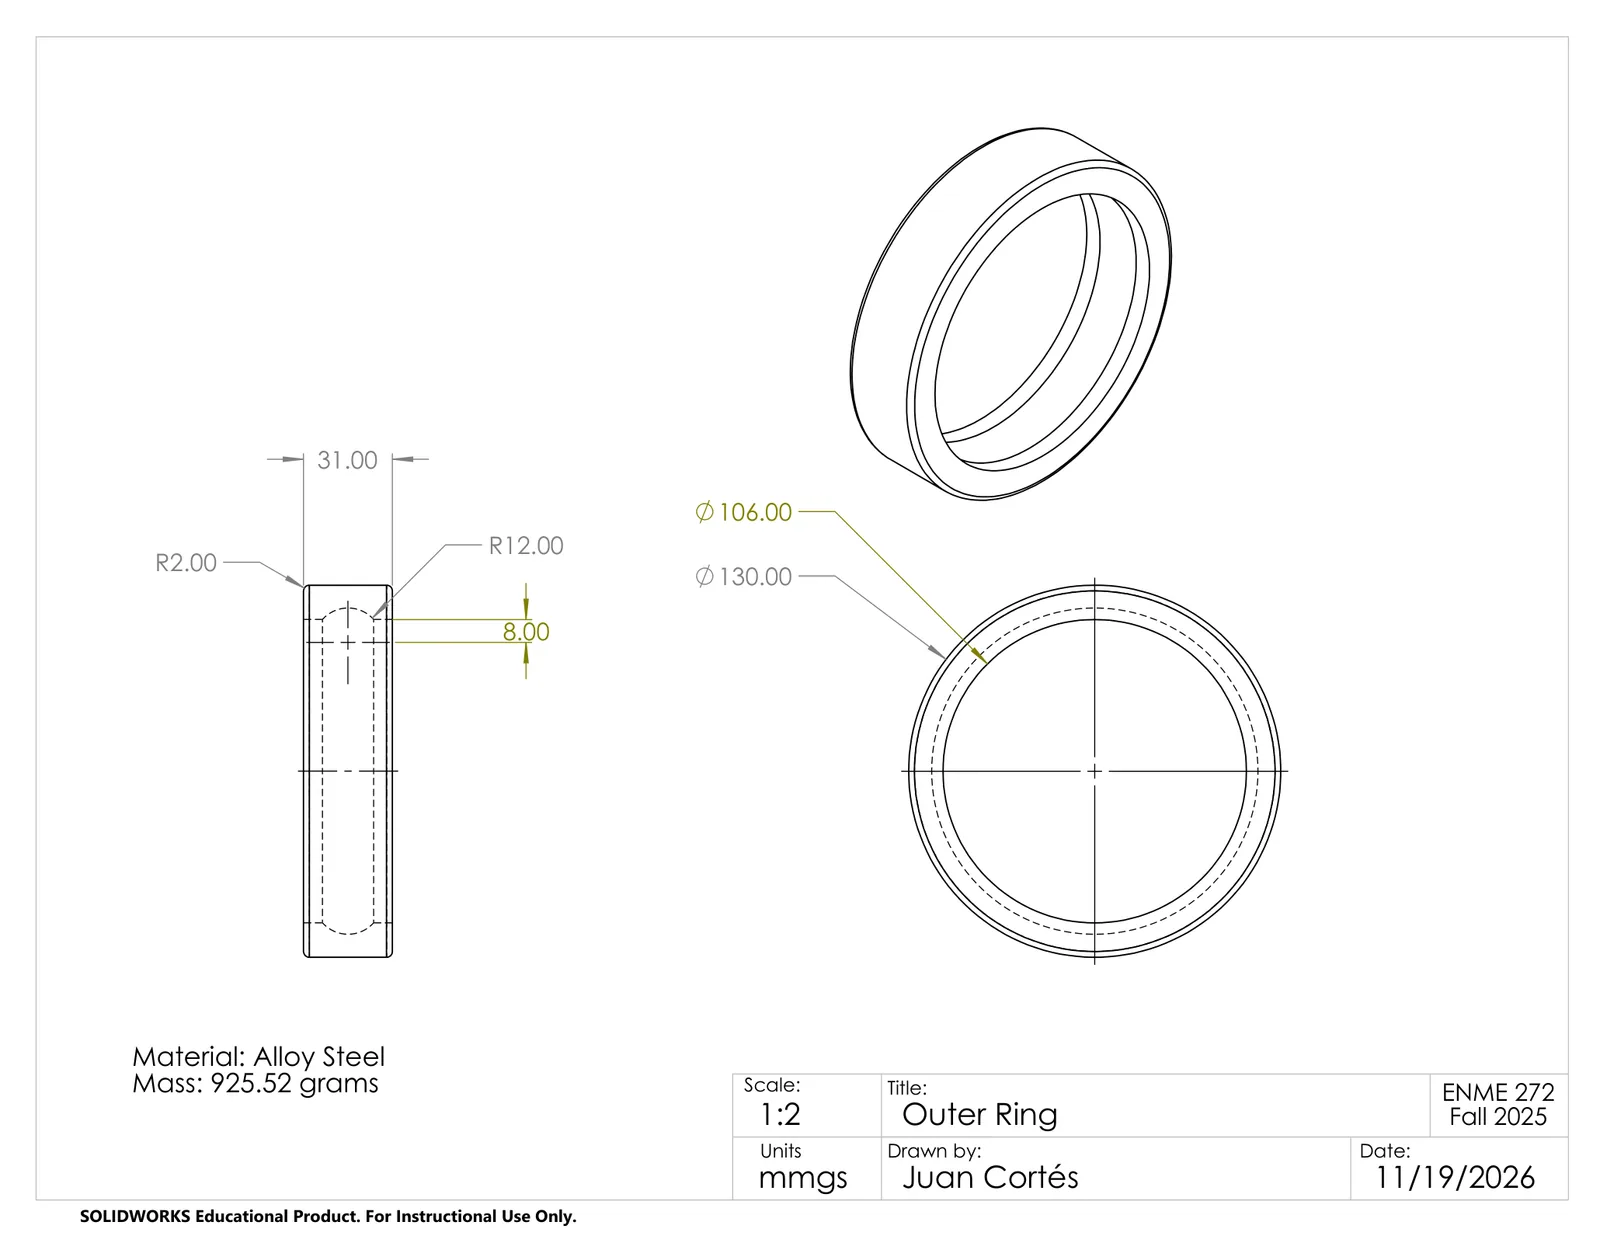 31.00
R12.00
R2.00
8.00
∅106.00
∅130.00
Material: Alloy Steel
Mass: 925.52 grams
Scale:
1:2
Title:
Outer Ring
ENME 272
Fall 2025
Units
mmgs
Drawn by:
Juan Cortés
Date:
11/19/2026
SOLIDWORKS Educational Product. For Instructional Use Only.